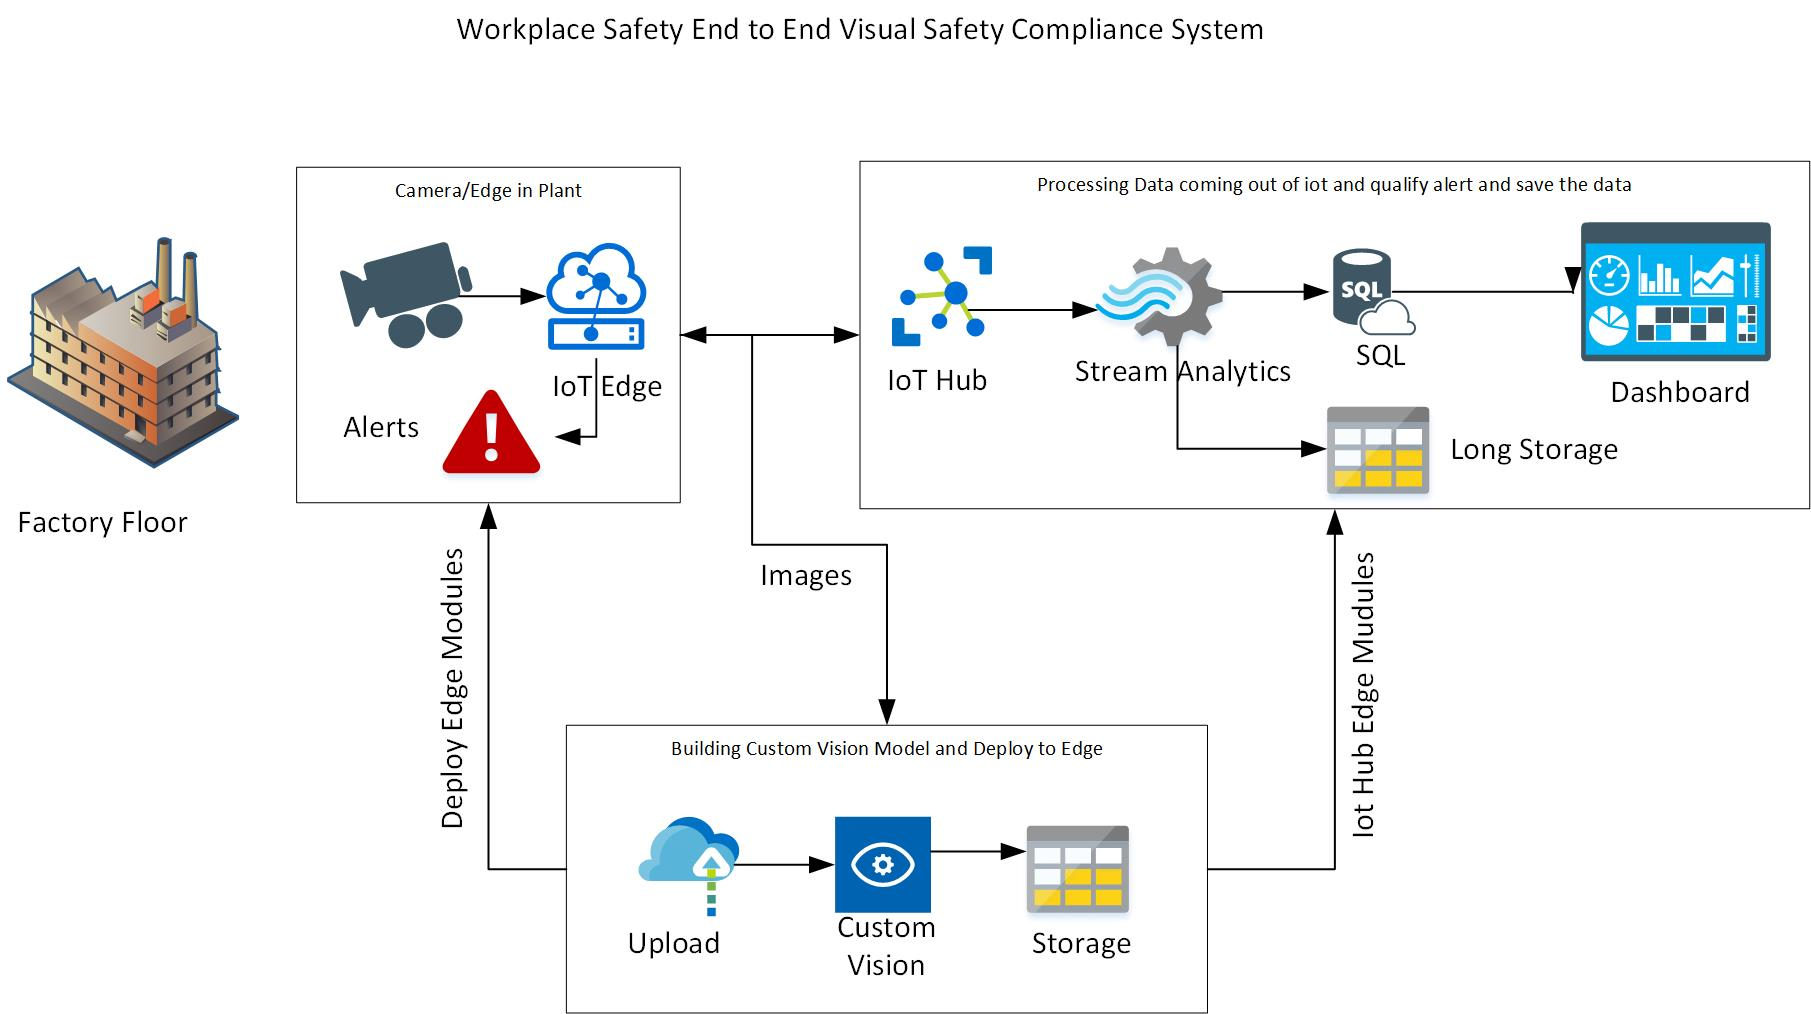 Workplace Safety End to End Visual Safety Compliance System
Camera/Edge in Plant
Processing Data coming out of iot and qualify alert and save the data
SQL
IoT Hub
Stream Analytics
SQL
Dashboard
IoT Edge
Alerts
Long Storage
Factory Floor
Images
Deploy Edge Modules
Iot Hub Edge Mudules
Building Custom Vision Model and Deploy to Edge
Upload
Custom
Vision
Storage